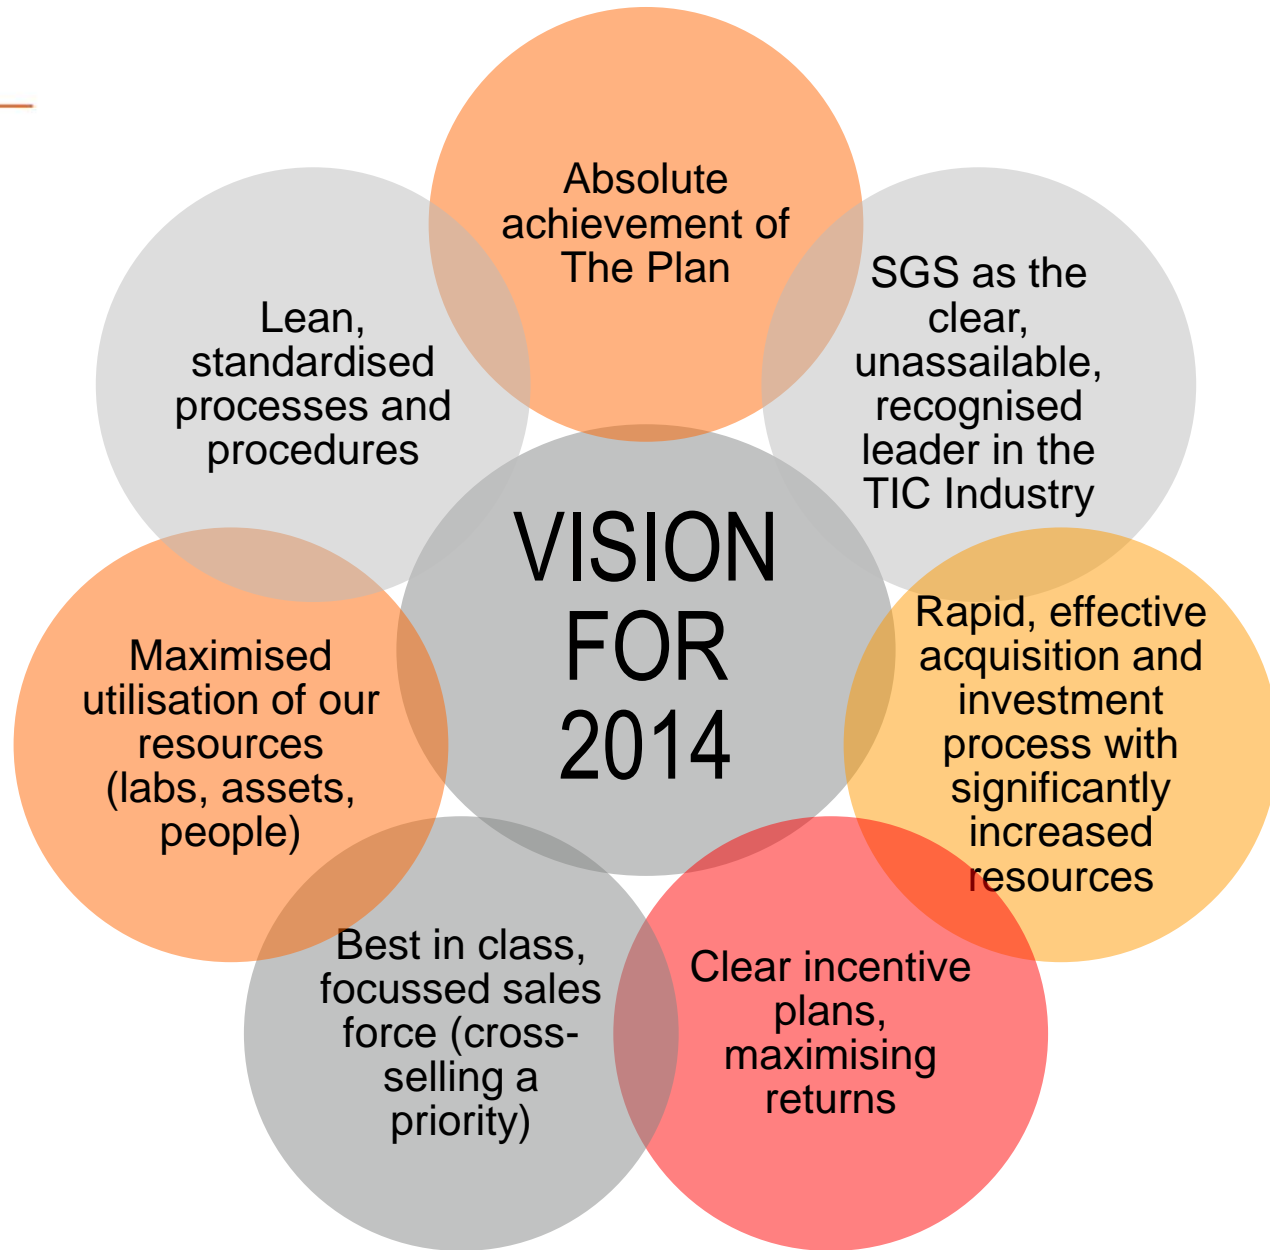 Absolute
achievement of
The Plan
SGS as the
clear,
unassailable,
recognised
leader in the
TIC Industry
Rapid, effective
acquisition and
investment
process with
significantly
increased
resources
Clear incentive
plans,
maximising
returns
Best in class,
focussed sales
force (cross-
selling a
priority)
Maximised
utilisation of our
resources
(labs, assets,
people)
Lean,
standardised
processes and
procedures
VISION
FOR
2014